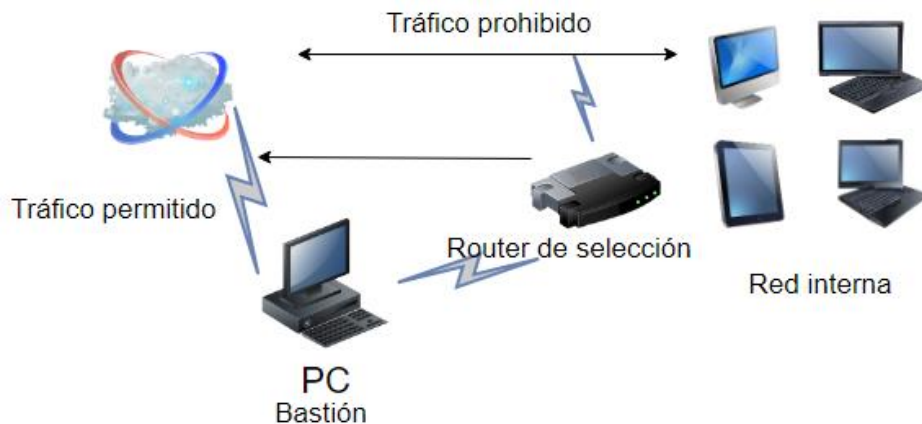 Tráfico prohibido
Tráfico permitido
Router de selección
Red interna
PC
Bastión